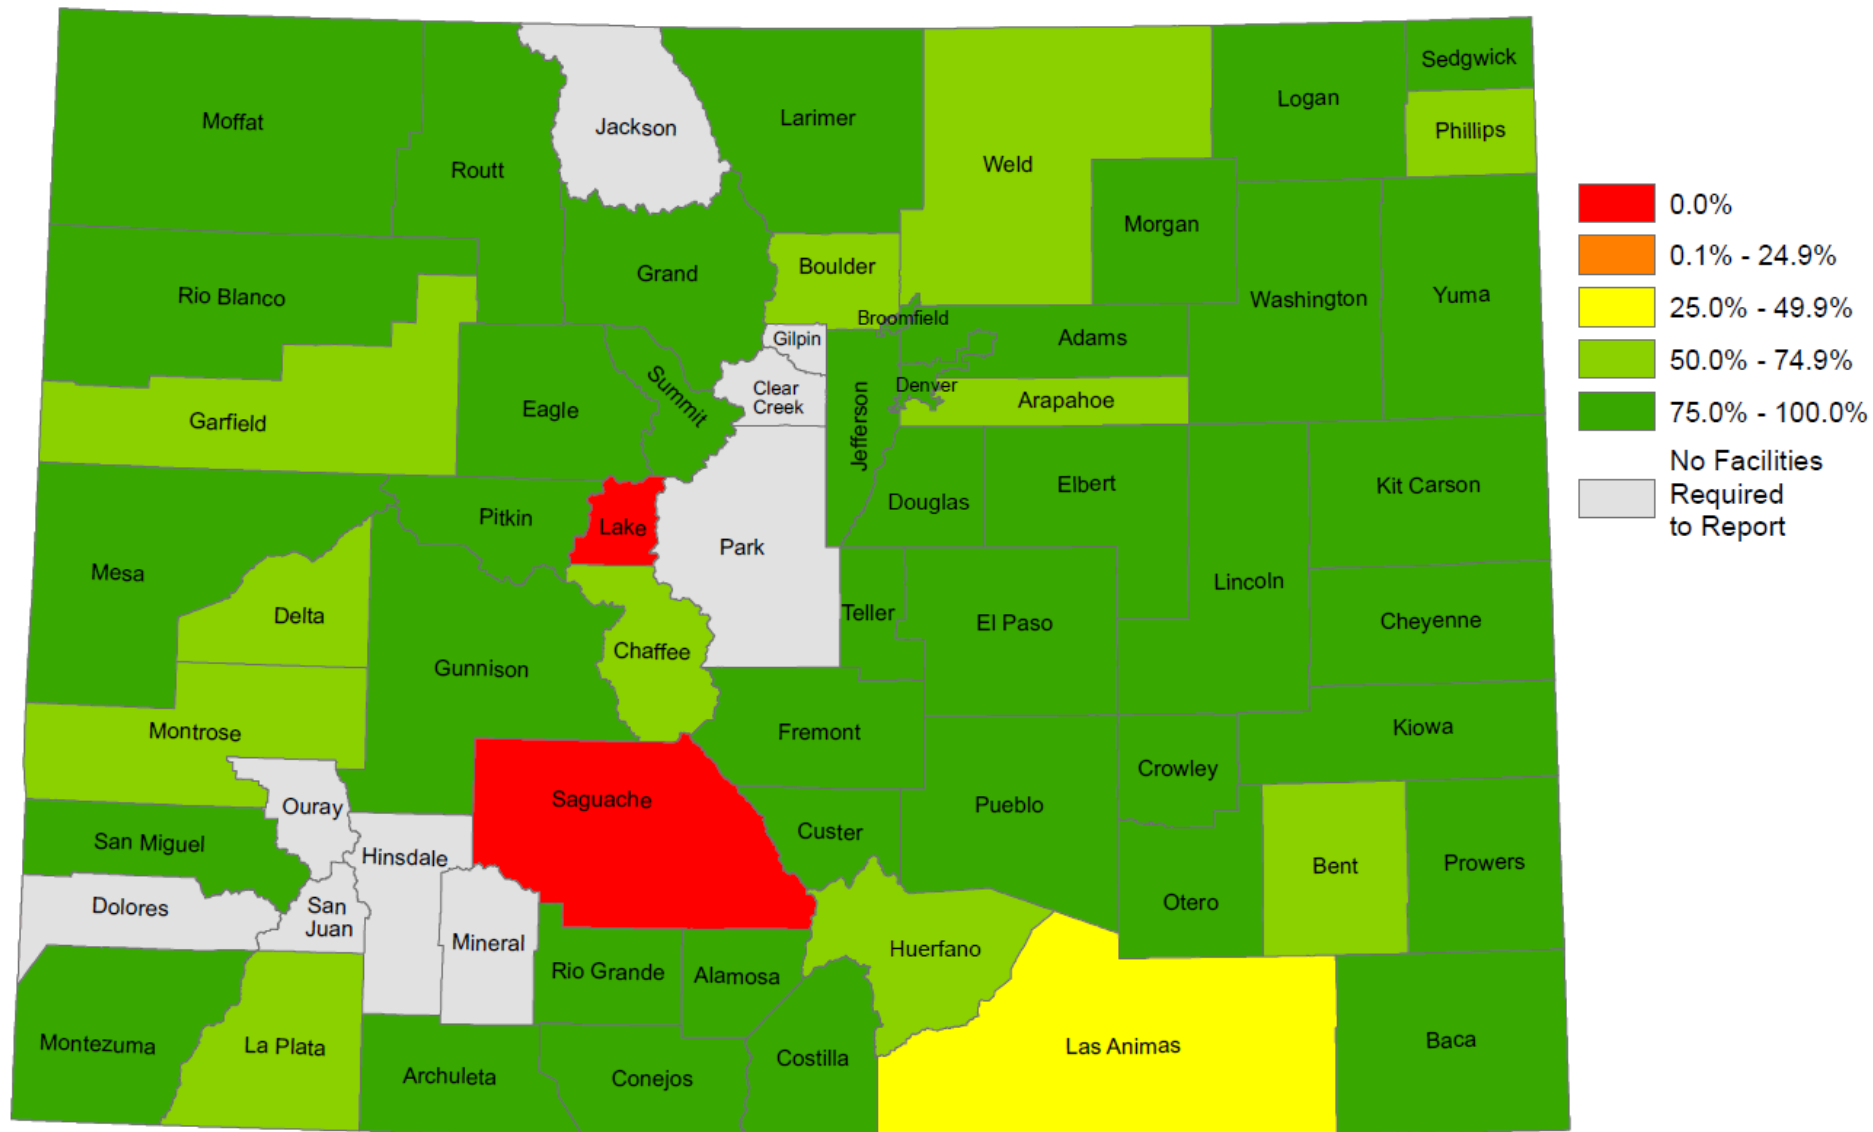 Sedgwick
Logan
Moffat
Jackson
Larimer
Phillips
Weld
Routt
0.0%
Morgan
0.1% - 24.9%
Boulder
Grand
Rio Blanco
Washington
Yuma
25.0% - 49.9%
Broomfield
Gilpin
Adams
50.0% - 74.9%
Denver
Summit
Clear
Creek
Arapahoe
Eagle
Garfield
Jefferson
75.0% - 100.0%
No Facilities
Required
to Report
Elbert
Kit Carson
Douglas
Pitkin
Lake
Park
Mesa
Lincoln
Delta
Teller
El Paso
Cheyenne
Chaffee
Gunnison
Montrose
Fremont
Kiowa
Crowley
Saguache
Ouray
Pueblo
San Miguel
Custer
Hinsdale
Bent
Prowers
Dolores
San
Juan
Otero
Mineral
Huerfano
Rio Grande
Alamosa
Montezuma
La Plata
Las Animas
Baca
Costilla
Archuleta
Conejos